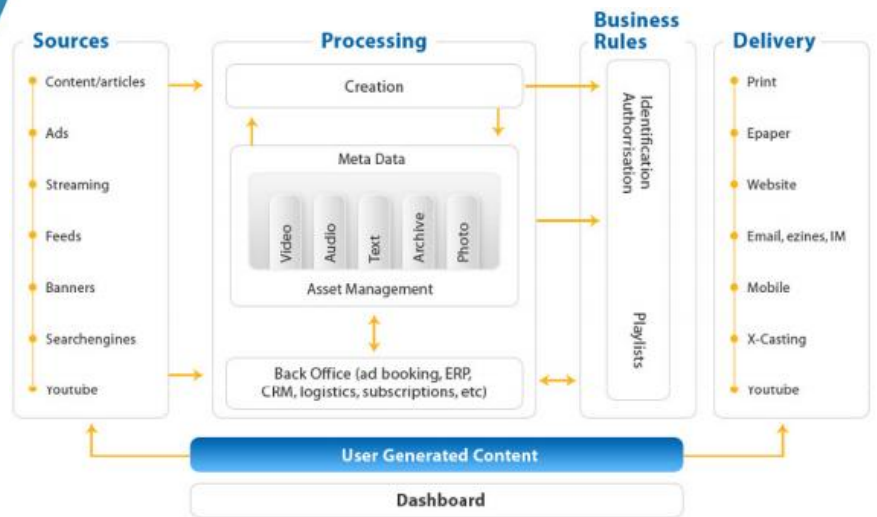 Sources
Content/articles
Ads
Streaming
Feeds
Banners
Searchengines
Youtube
Processing
Creation
Meta Data
Video
Audio
Text
Archive
Photo
Asset Management
Back Office (ad booking, ERP,
CRM, logistics, subscriptions, etc)
Business
Rules
Identification
Authorrisation
Playlists
Delivery
Print
Epaper
Website
Email, ezines, IM
Mobile
X-Casting
Youtube
User Generated Content
Dashboard